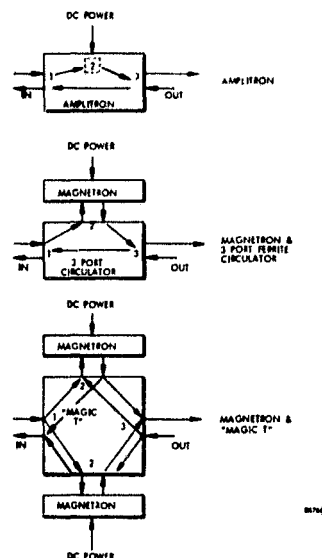 DC POWER
2
1
3
IN
AMPLITRON
OUT
AMPLITRON
DC POWER
MAGNETRON
2
1
3
IN
3 PORT
CIRCULATOR
OUT
MAGNETRON &
3 PORT FERRITE
CIRCULATOR
DC POWER
MAGNETRON
2
1
"MAGIC
T"
3
IN
OUT
2
MAGNETRON &
"MAGIC T"
MAGNETRON
DC POWER